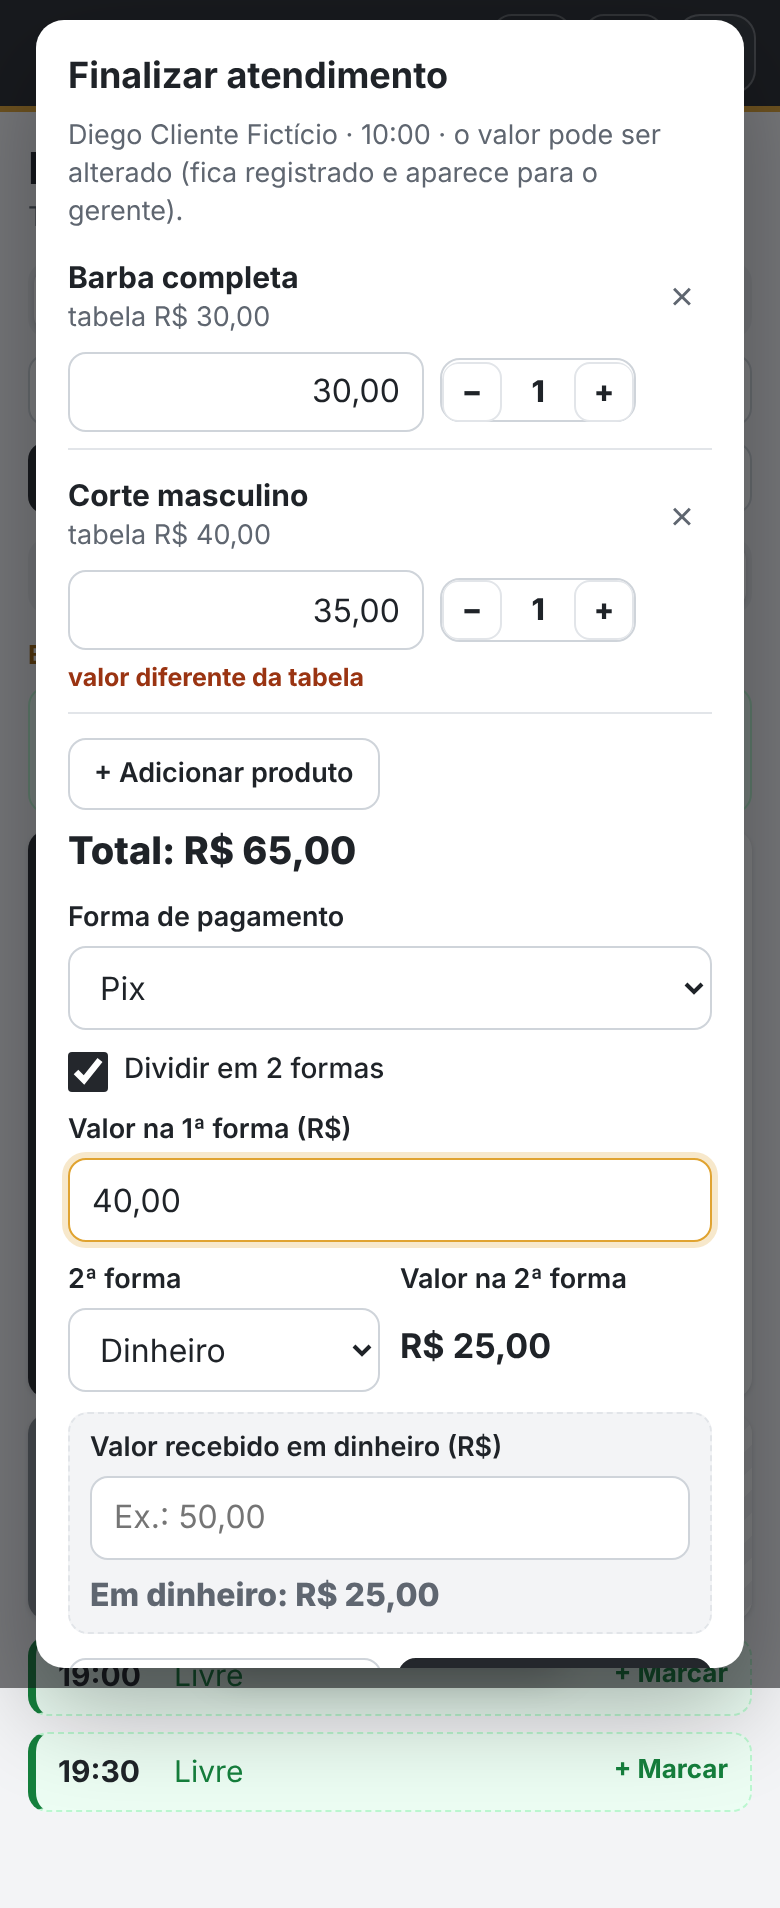 Finalizar atendimento
Diego Cliente Fictício · 10:00 · o valor pode ser
alterado (fica registrado e aparece para o
gerente).
Barba completa
tabela R$ 30,00
×
30,00
− 1 +
Corte masculino
tabela R$ 40,00
×
35,00
− 1 +
valor diferente da tabela
+ Adicionar produto
Total: R$ 65,00
Forma de pagamento
Pix
Dividir em 2 formas
Valor na 1ª forma (R$)
40,00
2ª forma Valor na 2ª forma
Dinheiro R$ 25,00
Valor recebido em dinheiro (R$)
Ex.: 50,00
Em dinheiro: R$ 25,00
19:00 Livre + Marcar
19:30 Livre + Marcar